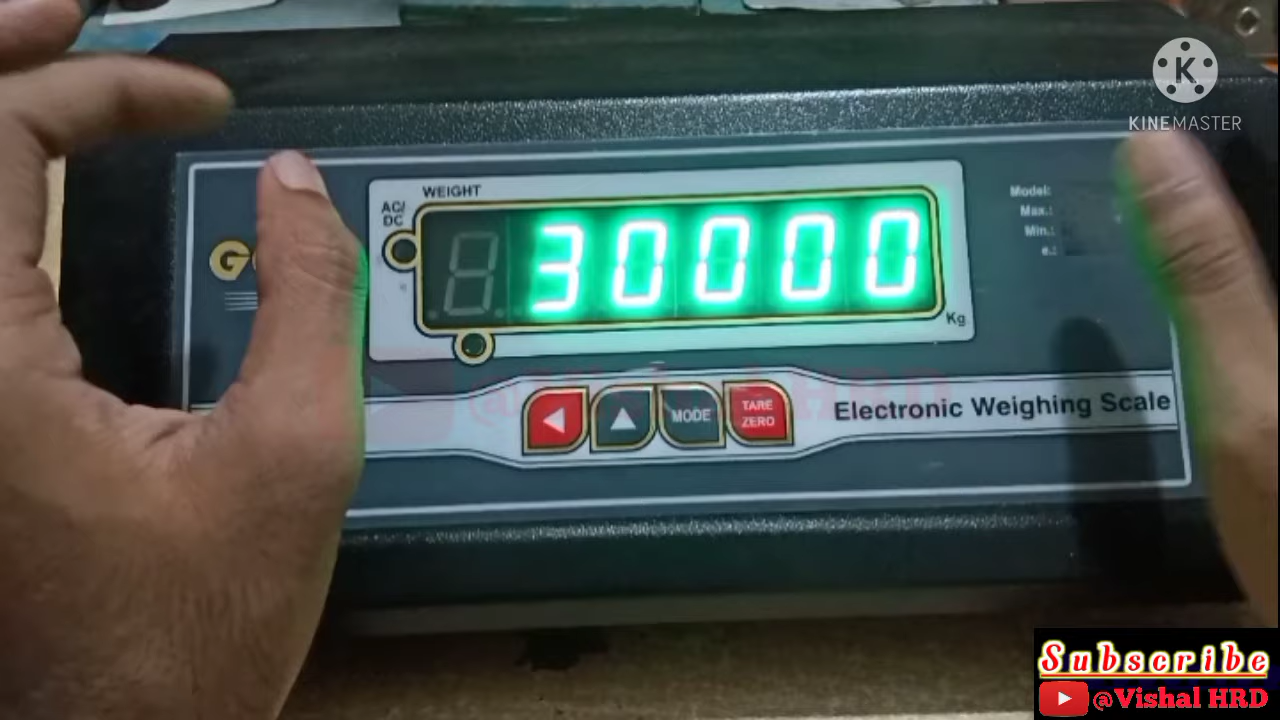 KINEMASTER
WEIGHT
AC/
DC
30000
Kg
Model:
Max.:
Min.:
e.:
G
MODE
TARE
ZERO
Electronic Weighing Scale
Subscribe
@Vishal HRD